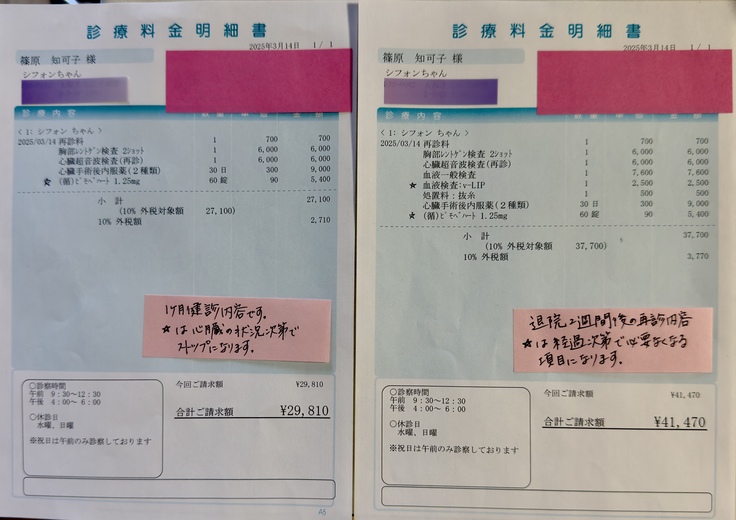 診療料金明細書
2025年3月14日 1／1
篠原 知可子 様
シフォンちゃん
診 療 内 容
＜1: シフォン ちゃん＞
2025/03/14 再診料 1 700 700
胸部ﾚﾝﾄｹﾞﾝ検査 2ｼｮｯﾄ 1 6,000 6,000
心臓超音波検査(再診) 1 6,000 6,000
心臓手術後内服薬(２種類) 30 日 300 9,000
☆ (循)ﾋﾟﾓﾍﾞﾊｰﾄ 1.25mg 60 錠 90 5,400
小 計 27,100
(10% 外税対象額 27,100)
10% 外税額 2,710
1ヶ月健診内容です。
★は心臓の状況次第で
ストップになります。
○診察時間
午前 9：30～12：30
午後 4：00～ 6：00
○休診日
水曜、日曜
※祝日は午前のみ診察しております
今回ご請求額 ¥29,810
合計ご請求額 ¥29,810
診療料金明細書
2025年3月14日 1／1
篠原 知可子 様
シフォンちゃん
診 療 内 容
＜1: シフォン ちゃん＞
2025/03/14 再診料 1 700 700
胸部ﾚﾝﾄｹﾞﾝ検査 2ｼｮｯﾄ 1 6,000 6,000
心臓超音波検査(再診) 1 6,000 6,000
血液一般検査 1 7,600 7,600
★ 血液検査:v-LIP 1 2,500 2,500
処置料：抜糸 1 500 500
心臓手術後内服薬(２種類) 30 日 300 9,000
★ (循)ﾋﾟﾓﾍﾞﾊｰﾄ 1.25mg 60 錠 90 5,400
小 計 37,700
(10% 外税対象額 37,700)
10% 外税額 3,770
退院2週間後の再診内容
★は経過次第で必要なくなる
項目になります。
○診察時間
午前 9：30～12：30
午後 4：00～ 6：00
○休診日
水曜、日曜
※祝日は午前のみ診察しております
今回ご請求額 ¥41,470
合計ご請求額 ¥41,470